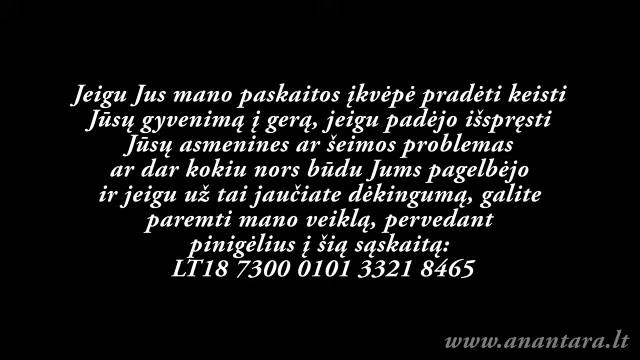 Jeigu Jus mano paskaitos įkvėpė pradėti keisti
Jūsų gyvenimą į gerą, jeigu padėjo išspręsti
Jūsų asmenines ar šeimos problemas
ar dar kokiu nors būdu Jums pagelbėjo
ir jeigu už tai jaučiate dėkingumą, galite
paremti mano veiklą, pervedant
pinigėlius į šią sąskaitą:
LT18 7300 0101 3321 8465
www.anantara.lt